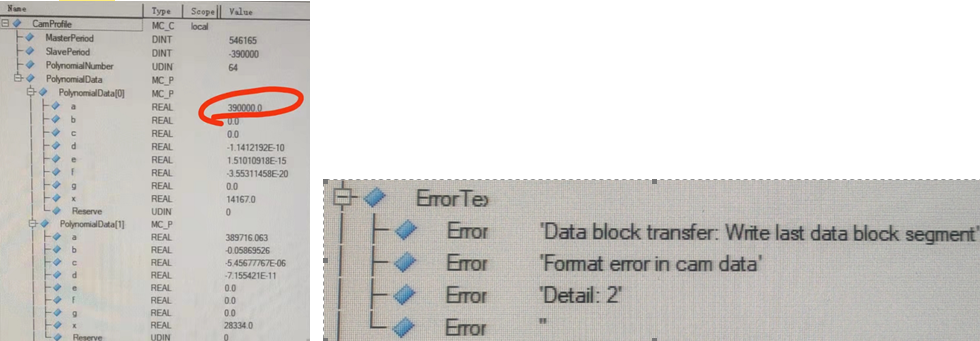 Name Type Scope Value
CamProfile MC_C local
MasterPeriod DINT 546165
SlavePeriod DINT -390000
PolynomialNumber UDIN 64
PolynomialData MC_P
PolynomialData[0] MC_P
a REAL 390000.0
b REAL 0.0
c REAL 0.0
d REAL -1.1412192E-10
e REAL 1.51010918E-15
f REAL -3.55311458E-20
g REAL 0.0
x REAL 14167.0
Reserve UDIN 0
PolynomialData[1] MC_P
a REAL 389716.063
b REAL -0.05869526
c REAL -5.45677767E-06
d REAL -7.155421E-11
e REAL 0.0
f REAL 0.0
g REAL 0.0
x REAL 28334.0
Reserve UDIN 0
ErrorTex
Error 'Data block transfer: Write last data block segment'
Error 'Format error in cam data'
Error 'Detail: 2'
Error ''